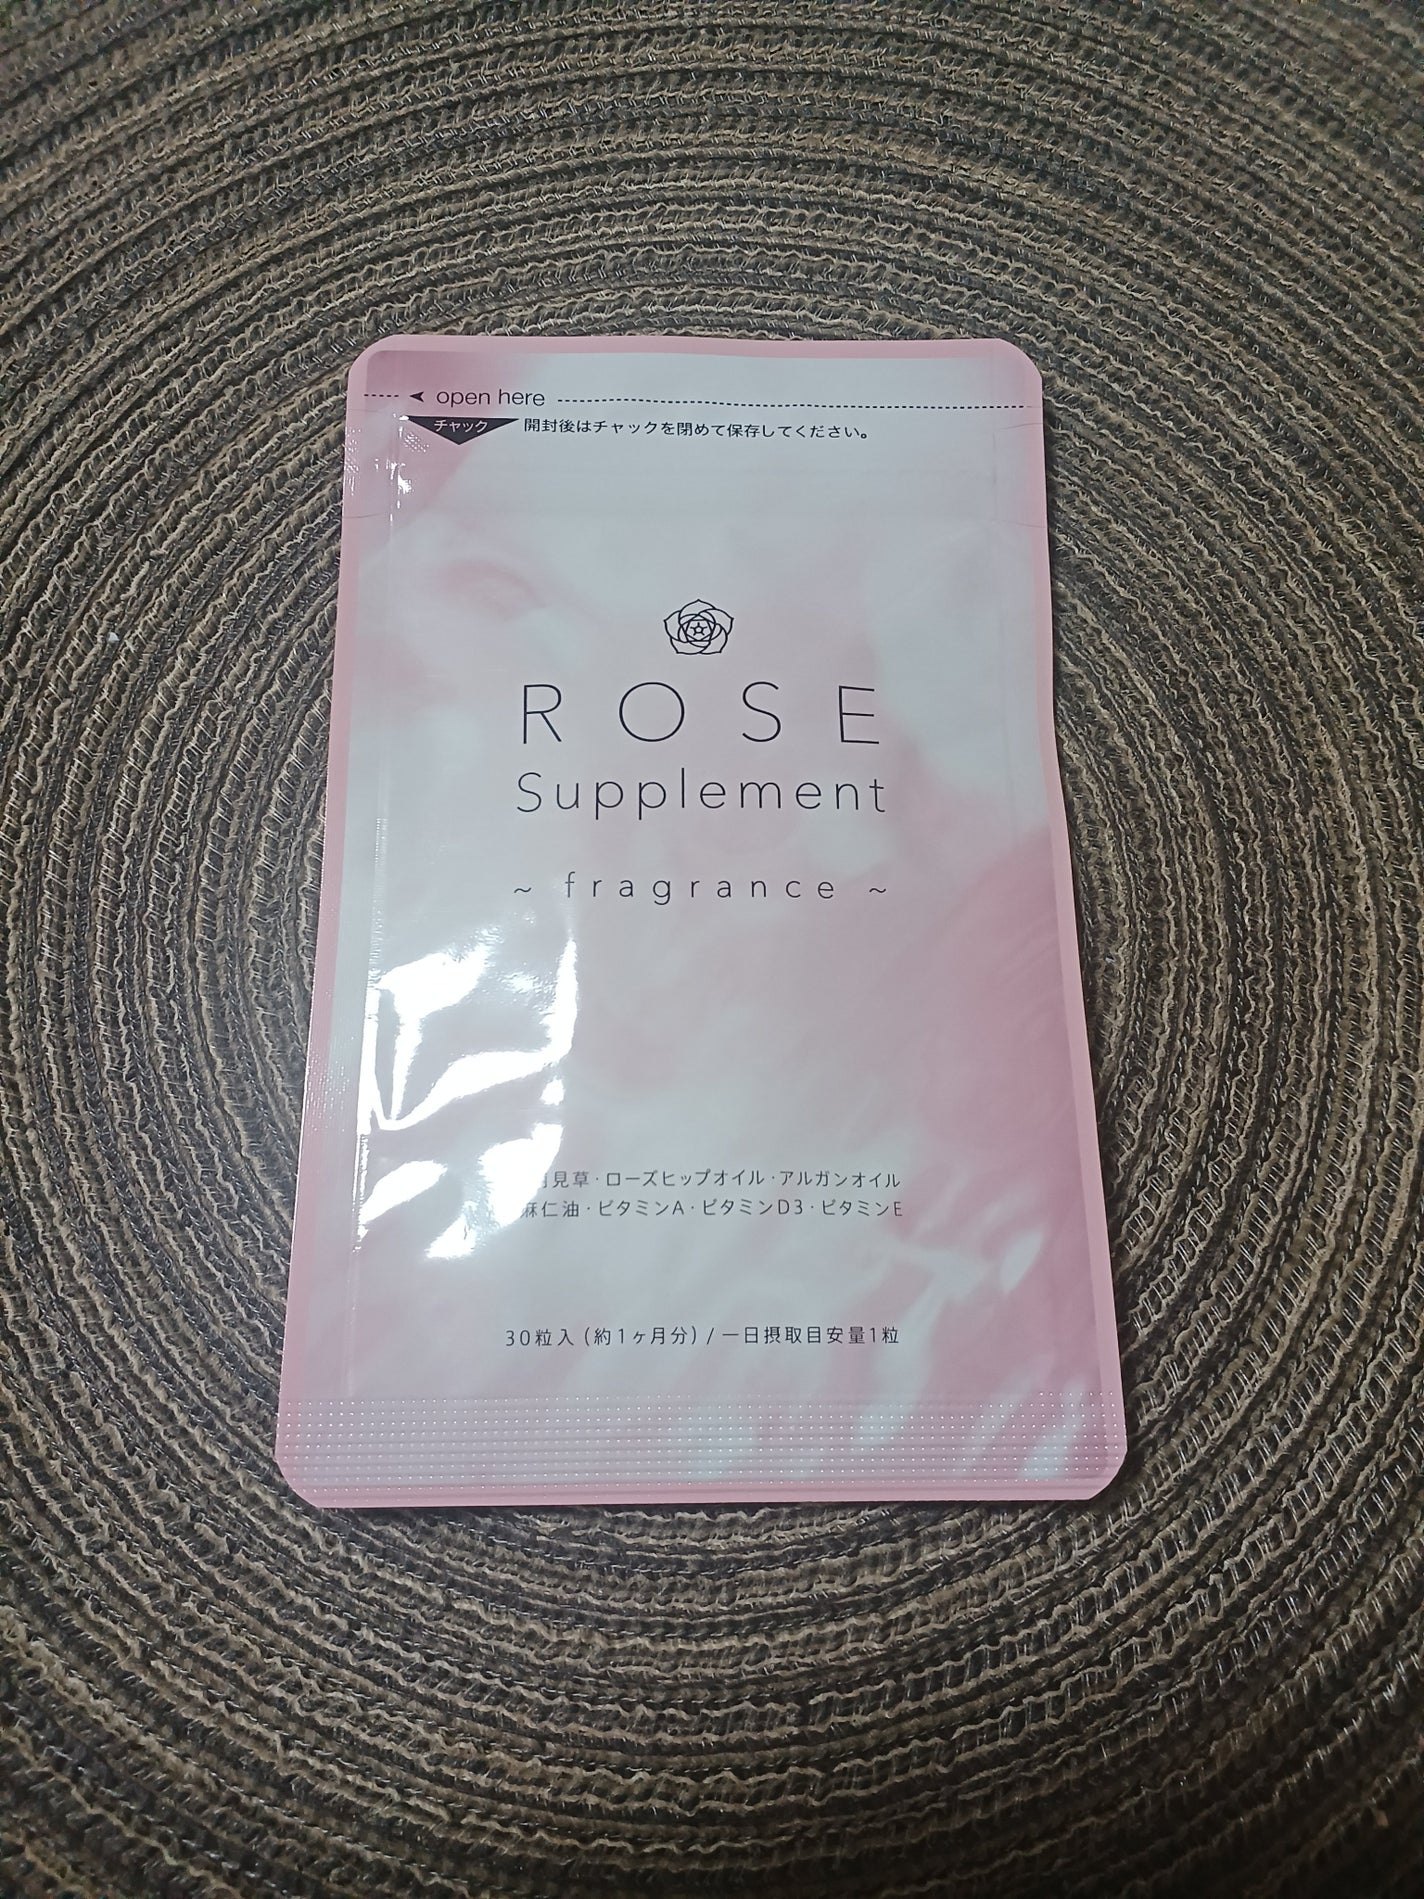 open here
チャック 開封後はチャックを閉めて保存してください。
ROSE
Supplement
~ fragrance ~
見草・ローズヒップオイル・アルガンオイル
麻仁油・ビタミンA・ビタミンD3・ビタミンE
30粒入(約1ヶ月分)/一日摂取目安量1粒